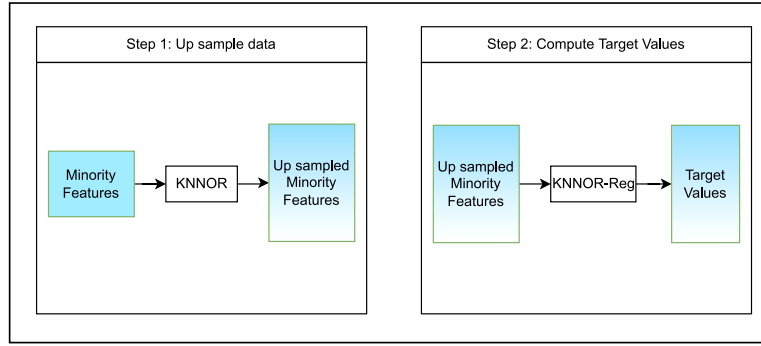 Step 1: Up sample data
Minority
Features
KNNOR
Up sampled
Minority
Features
Step 2: Compute Target Values
Up sampled
Minority
Features
KNNOR-Reg
Target
Values